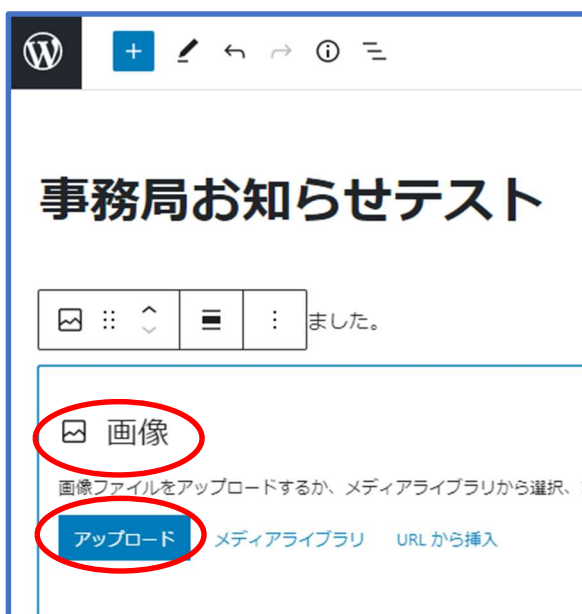 事務局お知らせテスト
ました。
画像
画像ファイルをアップロードするか、メディアライブラリから選択、
アップロード メディアライブラリ URL から挿入